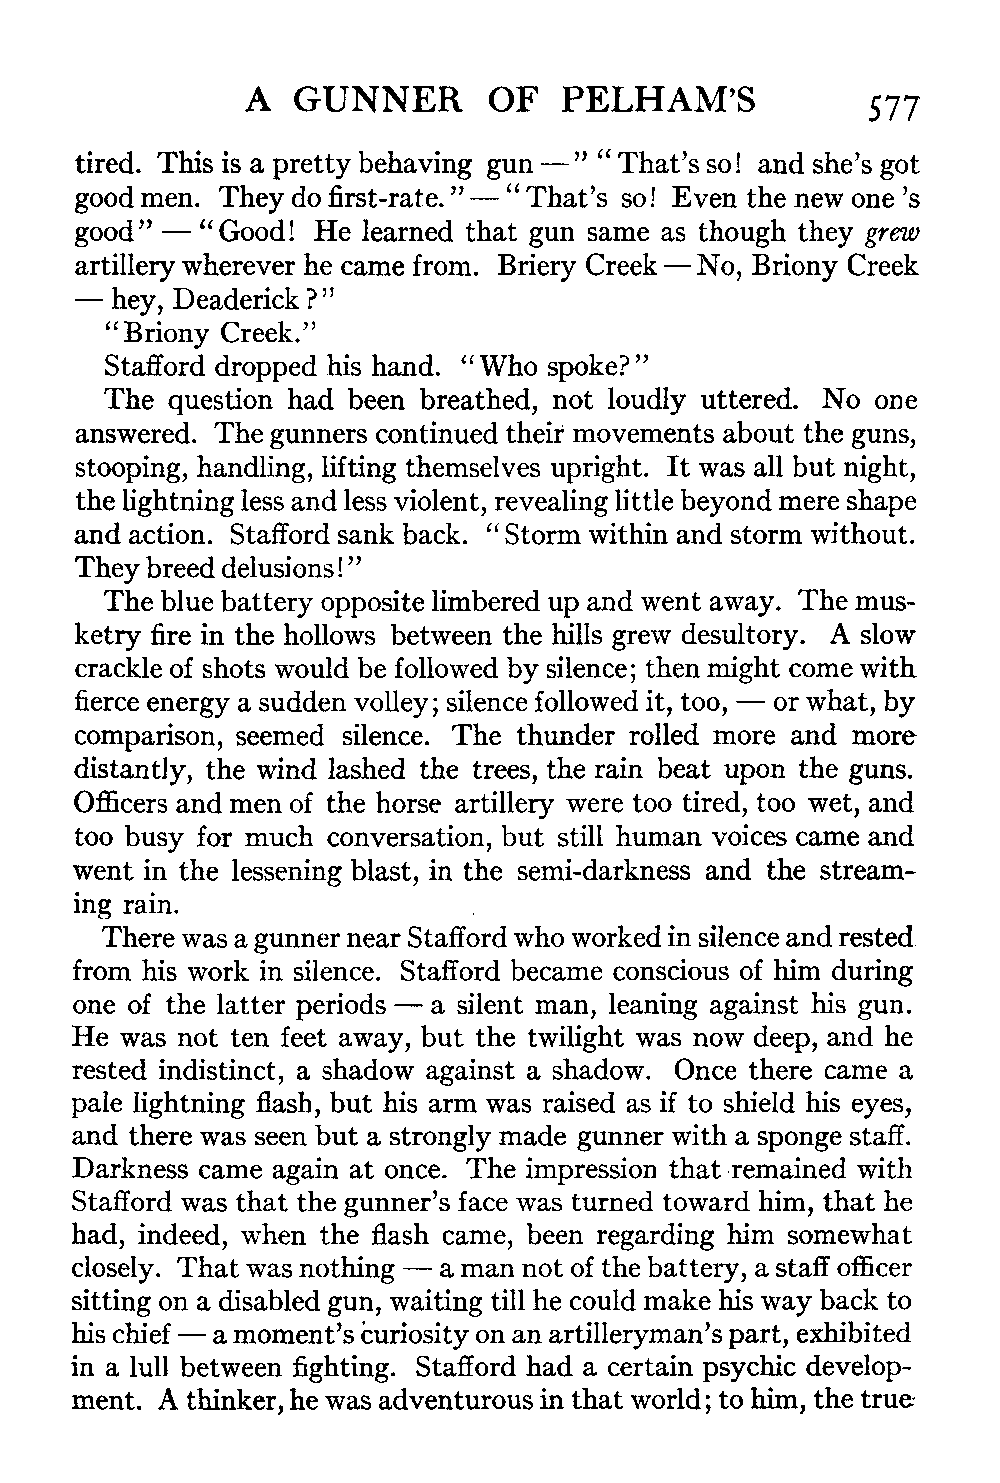 A GUNNER OF PELHAM'S 577
tired. This is a pretty behaving gun —" "That's so! and she's got
good men. They do first-rate." — "That's so! Even the new one 's
good" — "Good! He learned that gun same as though they grew
artillery wherever he came from. Briery Creek — No, Briony Creek
— hey, Deaderick?"
"Briony Creek."
Stafford dropped his hand. "Who spoke?"
The question had been breathed, not loudly uttered. No one
answered. The gunners continued their movements about the guns,
stooping, handling, lifting themselves upright. It was all but night,
the lightning less and less violent, revealing little beyond mere shape
and action. Stafford sank back. "Storm within and storm without.
They breed delusions!"
The blue battery opposite limbered up and went away. The mus-
ketry fire in the hollows between the hills grew desultory. A slow
crackle of shots would be followed by silence; then might come with
fierce energy a sudden volley; silence followed it, too, — or what, by
comparison, seemed silence. The thunder rolled more and more
distantly, the wind lashed the trees, the rain beat upon the guns.
Officers and men of the horse artillery were too tired, too wet, and
too busy for much conversation, but still human voices came and
went in the lessening blast, in the semi-darkness and the stream-
ing rain.
There was a gunner near Stafford who worked in silence and rested
from his work in silence. Stafford became conscious of him during
one of the latter periods — a silent man, leaning against his gun.
He was not ten feet away, but the twilight was now deep, and he
rested indistinct, a shadow against a shadow. Once there came a
pale lightning flash, but his arm was raised as if to shield his eyes,
and there was seen but a strongly made gunner with a sponge staff.
Darkness came again at once. The impression that remained with
Stafford was that the gunner's face was turned toward him, that he
had, indeed, when the flash came, been regarding him somewhat
closely. That was nothing — a man not of the battery, a staff officer
sitting on a disabled gun, waiting till he could make his way back to
his chief — a moment's curiosity on an artilleryman's part, exhibited
in a lull between fighting. Stafford had a certain psychic develop-
ment. A thinker, he was adventurous in that world; to him, the true